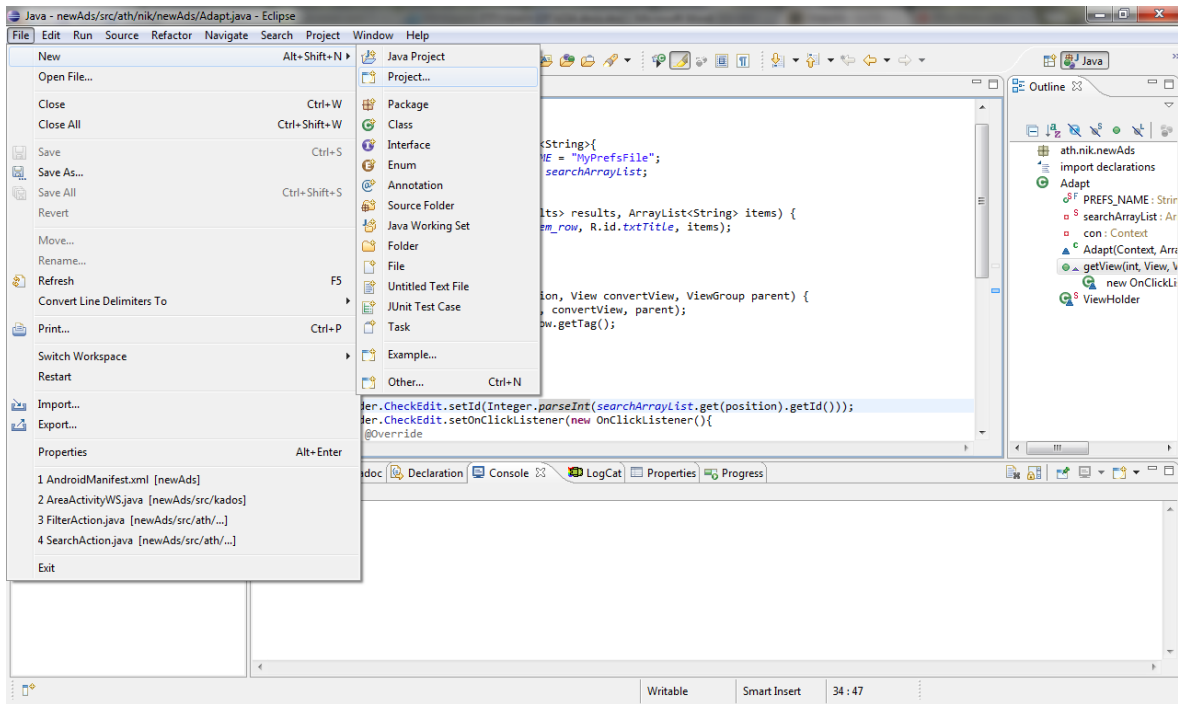 Java - newAds/src/ath/nik/newAds/Adapt.java - Eclipse
File Edit Run Source Refactor Navigate Search Project Window Help
New Alt+Shift+N
Open File...
Close Ctrl+W
Close All Ctrl+Shift+W
Save Ctrl+S
Save As...
Save All Ctrl+Shift+S
Revert
Move...
Rename...
Refresh F5
Convert Line Delimiters To
Print... Ctrl+P
Switch Workspace
Restart
Import...
Export...
Properties Alt+Enter
1 AndroidManifest.xml [newAds]
2 AreaActivityWS.java [newAds/src/kados]
3 FilterAction.java [newAds/src/ath/...]
4 SearchAction.java [newAds/src/ath/...]
Exit
Java Project
Project...
Package
Class
Interface
Enum
Annotation
Source Folder
Java Working Set
Folder
File
Untitled Text File
JUnit Test Case
Task
Example...
Other... Ctrl+N
Java
<String>{
ME = "MyPrefsFile";
searchArrayList;
lts> results, ArrayList<String> items) {
em_row, R.id.txtTitle, items);
ion, View convertView, ViewGroup parent) {
, convertView, parent);
ow.getTag();
der.CheckEdit.setId(Integer.parseInt(searchArrayList.get(position).getId()));
der.CheckEdit.setOnClickListener(new OnClickListener(){
@Override
Outline
ath.nik.newAds
import declarations
Adapt
PREFS_NAME : Strin
searchArrayList : Ar
con : Context
Adapt(Context, Arra
getView(int, View, V
new OnClickLi
ViewHolder
adoc Declaration Console LogCat Properties Progress
Writable Smart Insert 34 : 47